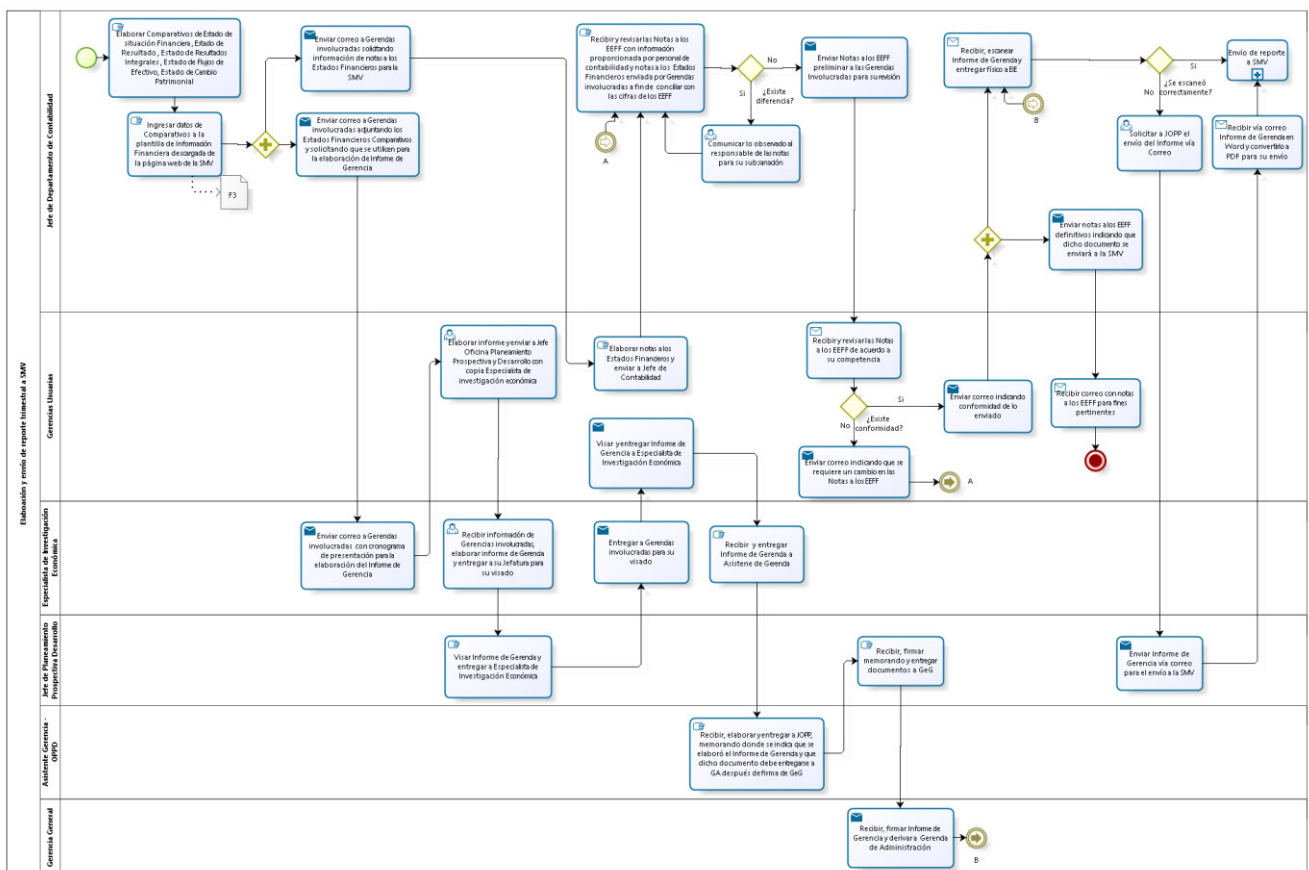 Elaboación y envío de reporte trimestral a SMV
Jefe de Departamento de Contabilidad
Elaborar Comparativos de Estado de
situación Financiera , Estado de
Resultado , Estado de Resultados
Integrales , Estado de Flujos de
Efectivo, Estado de Cambio
Patrimonial
Ingresar datos de
Comparativos a la
plantilla de Información
Financiera descargada de
la página web de la SMV
F3
Enviar correo a Gerencias
involucradas solicitando
información de notas a los
Estados Financieros para la
SMV
Enviar correo a Gerencias
involucradas adjuntando los
Estados Financieros Comparativos
y solicitando que se utilicen para
la elaboración de Informe de
Gerencia
Recibir y revisar las Notas a los
EEFF con información
proporcionada por personal de
contabilidad y notas a los Estados
Financieros enviada por Gerencias
involucradas a fin de conciliar con
las cifras de los EEFF
A
No
Si
¿Existe
diferencia?
Comunicar lo observado al
responsable de las notas
para su subsanación
Enviar Notas a los EEFF
preliminar a las Gerencias
Involucradas para su revisión
Recibir, escanear
Informe de Gerencia y
entregar físico a EIE
B
Si
No
¿Se escaneó
correctamente?
Envío de reporte
a SMV
Solicitar a JOPP el
envío del Informe vía
Correo
Recibir vía correo
Informe de Gerencia en
Word y convertirlo a
PDF para su envío
Enviar notas a los EEFF
definitivos indicando que
dicho documento se
enviará a la SMV
Gerencias Usuarias
Elaborar informe y enviar a Jefe
Oficina Planeamiento
Prospectiva y Desarrollo con
copia Especialista de
investigación económica
Elaborar notas a los
Estados Financieros y
enviar a Jefe de
Contabilidad
Visar y entregar Informe de
Gerencia a Especialista de
Investigación Económica
Recibir y revisar las Notas
a los EEFF de acuerdo a
su competencia
Si
No
¿Existe
conformidad?
Enviar correo indicando
conformidad de lo
enviado
Enviar correo indicando que se
requiere un cambio en las
Notas a los EEFF
A
Recibir correo con notas
a los EEFF para fines
pertinentes
Especialista de Investigación
Económica
Enviar correo a Gerencias
involucradas con cronograma
de presentación para la
elaboración del Informe de
Gerencia
Recibir información de
Gerencias involucradas,
elaborar informe de Gerencia
y entregar a su Jefatura para
su visado
Entregar a Gerencias
involucradas para su
visado
Recibir y entregar
Informe de Gerencia a
Asistene de Gerencia
Jefe de Planeamiento
Prospectiva Desarrollo
Visar Informe de Gerencia y
entregar a Especialista de
Investigación Económica
Recibir, firmar
memorando y entregar
documentos a GeG
Enviar Informe de
Gerencia vía correo
para el envío a la SMV
Asistente Gerencia -
OPPD
Recibir, elaborar y entregar a JOPP,
memorando donde se indica que se
elaboró el Informe de Gerencia y que
dicho documento debe entregarse a
GA después de firma de GeG
Gerencia General
Recibir, firmar Informe de
Gerencia y derivar a Gerencia
de Administración
B